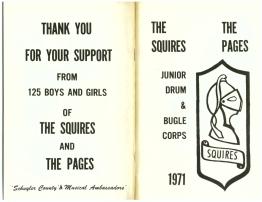 THANK YOU
FOR YOUR SUPPORT
FROM
125 BOYS AND GIRLS
OF
THE SQUIRES
AND
THE PAGES
"Schuyler County's Musical Ambassadors"
THE SQUIRES
THE PAGES
JUNIOR
DRUM
&
BUGLE
CORPS
1971
SQUIRES